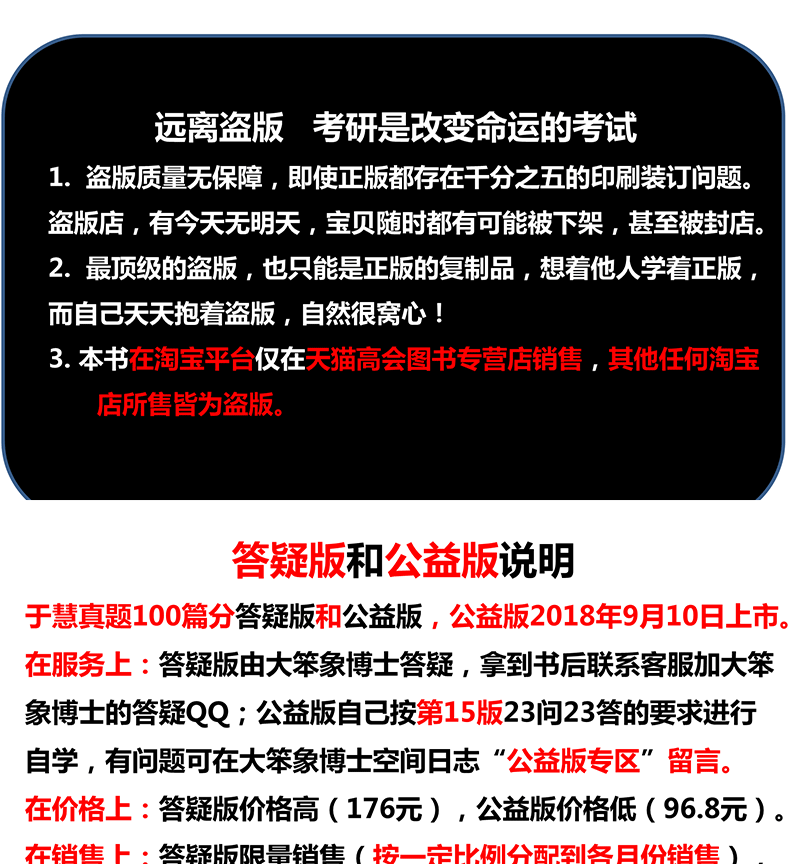 远离盗版 考研是改变命运的考试
1. 盗版质量无保障，即使正版都存在千分之五的印刷装订问题。
盗版店，有今天无明天，宝贝随时都有可能被下架，甚至被封店。
2. 最顶级的盗版，也只能是正版的复制品，想着他人学着正版，
而自己天天抱着盗版，自然很窝心！
3. 本书在淘宝平台仅在天猫高会图书专营店销售，其他任何淘宝
店所售皆为盗版。
答疑版和公益版说明
于慧真题100篇分答疑版和公益版，公益版2018年9月10日上市。
在服务上：答疑版由大笨象博士答疑，拿到书后联系客服加大笨
象博士的答疑QQ；公益版自己按第15版23问23答的要求进行
自学，有问题可在大笨象博士空间日志“公益版专区”留言。
在价格上：答疑版价格高（176元），公益版价格低（96.8元）。
在销售上：答疑版限量销售（按一定比例分配到各月份销售），